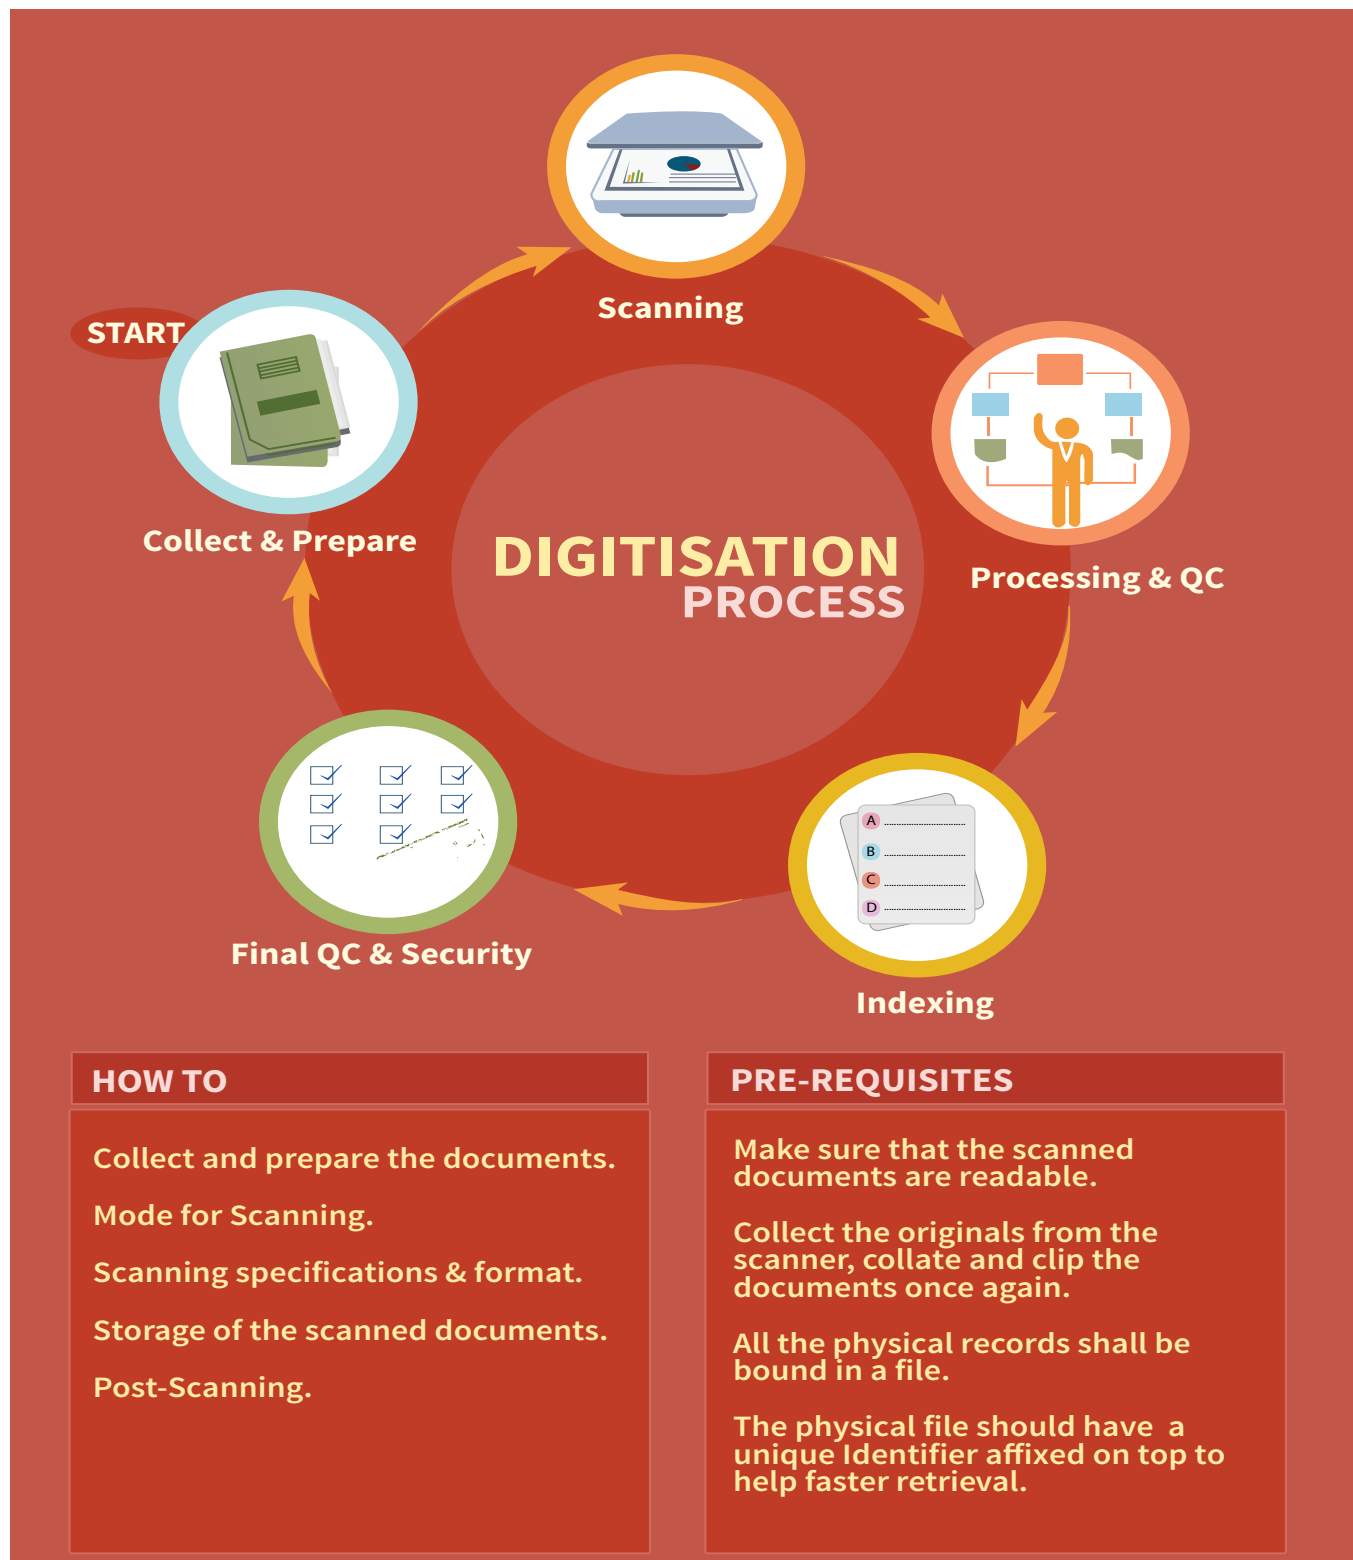 Scanning
START
Collect & Prepare
DIGITISATION
PROCESS
Processing & QC
A
B
C
D
Final QC & Security
Indexing
HOW TO
Collect and prepare the documents.
Mode for Scanning.
Scanning specifications & format.
Storage of the scanned documents.
Post-Scanning.
PRE-REQUISITES
Make sure that the scanned
documents are readable.
Collect the originals from the
scanner, collate and clip the
documents once again.
All the physical records shall be
bound in a file.
The physical file should have  a
unique Identifier affixed on top to
help faster retrieval.